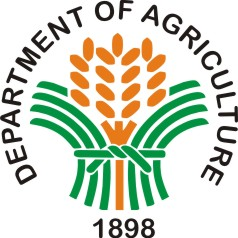 DEPARTMENT OF AGRICULTURE
1898